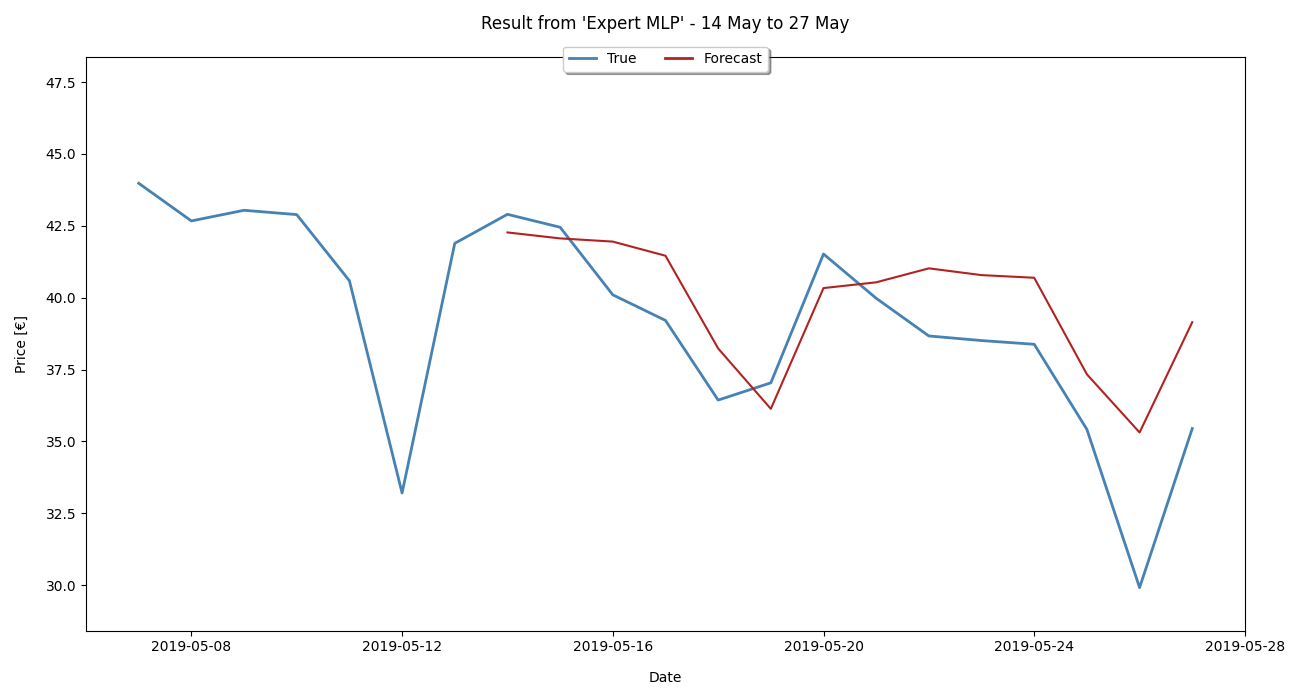 Result from 'Expert MLP' - 14 May to 27 May
True Forecast
47.5
45.0
42.5
40.0
37.5
35.0
32.5
30.0
Price [€]
2019-05-08 2019-05-12 2019-05-16 2019-05-20 2019-05-24 2019-05-28
Date